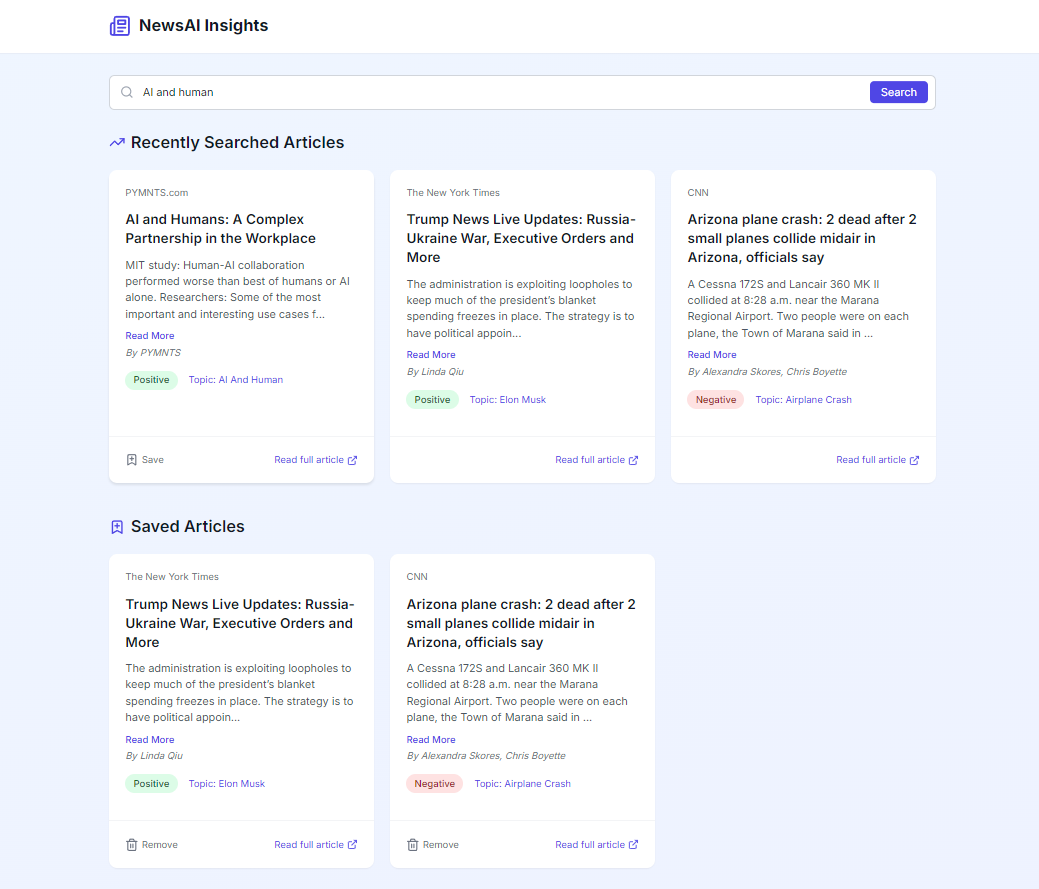 NewsAI Insights
AI and human
Search
Recently Searched Articles
PYMNTS.com
AI and Humans: A Complex
Partnership in the Workplace
MIT study: Human-AI collaboration
performed worse than best of humans or AI
alone. Researchers: Some of the most
important and interesting use cases f...
Read More
By PYMNTS
Positive
Topic: AI And Human
Save
Read full article
The New York Times
Trump News Live Updates: Russia-
Ukraine War, Executive Orders and
More
The administration is exploiting loopholes to
keep much of the president’s blanket
spending freezes in place. The strategy is to
have political appoin...
Read More
By Linda Qiu
Positive
Topic: Elon Musk
Read full article
CNN
Arizona plane crash: 2 dead after 2
small planes collide midair in
Arizona, officials say
A Cessna 172S and Lancair 360 MK II
collided at 8:28 a.m. near the Marana
Regional Airport. Two people were on each
plane, the Town of Marana said in ...
Read More
By Alexandra Skores, Chris Boyette
Negative
Topic: Airplane Crash
Read full article
Saved Articles
The New York Times
Trump News Live Updates: Russia-
Ukraine War, Executive Orders and
More
The administration is exploiting loopholes to
keep much of the president’s blanket
spending freezes in place. The strategy is to
have political appoin...
Read More
By Linda Qiu
Positive
Topic: Elon Musk
Remove
Read full article
CNN
Arizona plane crash: 2 dead after 2
small planes collide midair in
Arizona, officials say
A Cessna 172S and Lancair 360 MK II
collided at 8:28 a.m. near the Marana
Regional Airport. Two people were on each
plane, the Town of Marana said in ...
Read More
By Alexandra Skores, Chris Boyette
Negative
Topic: Airplane Crash
Remove
Read full article